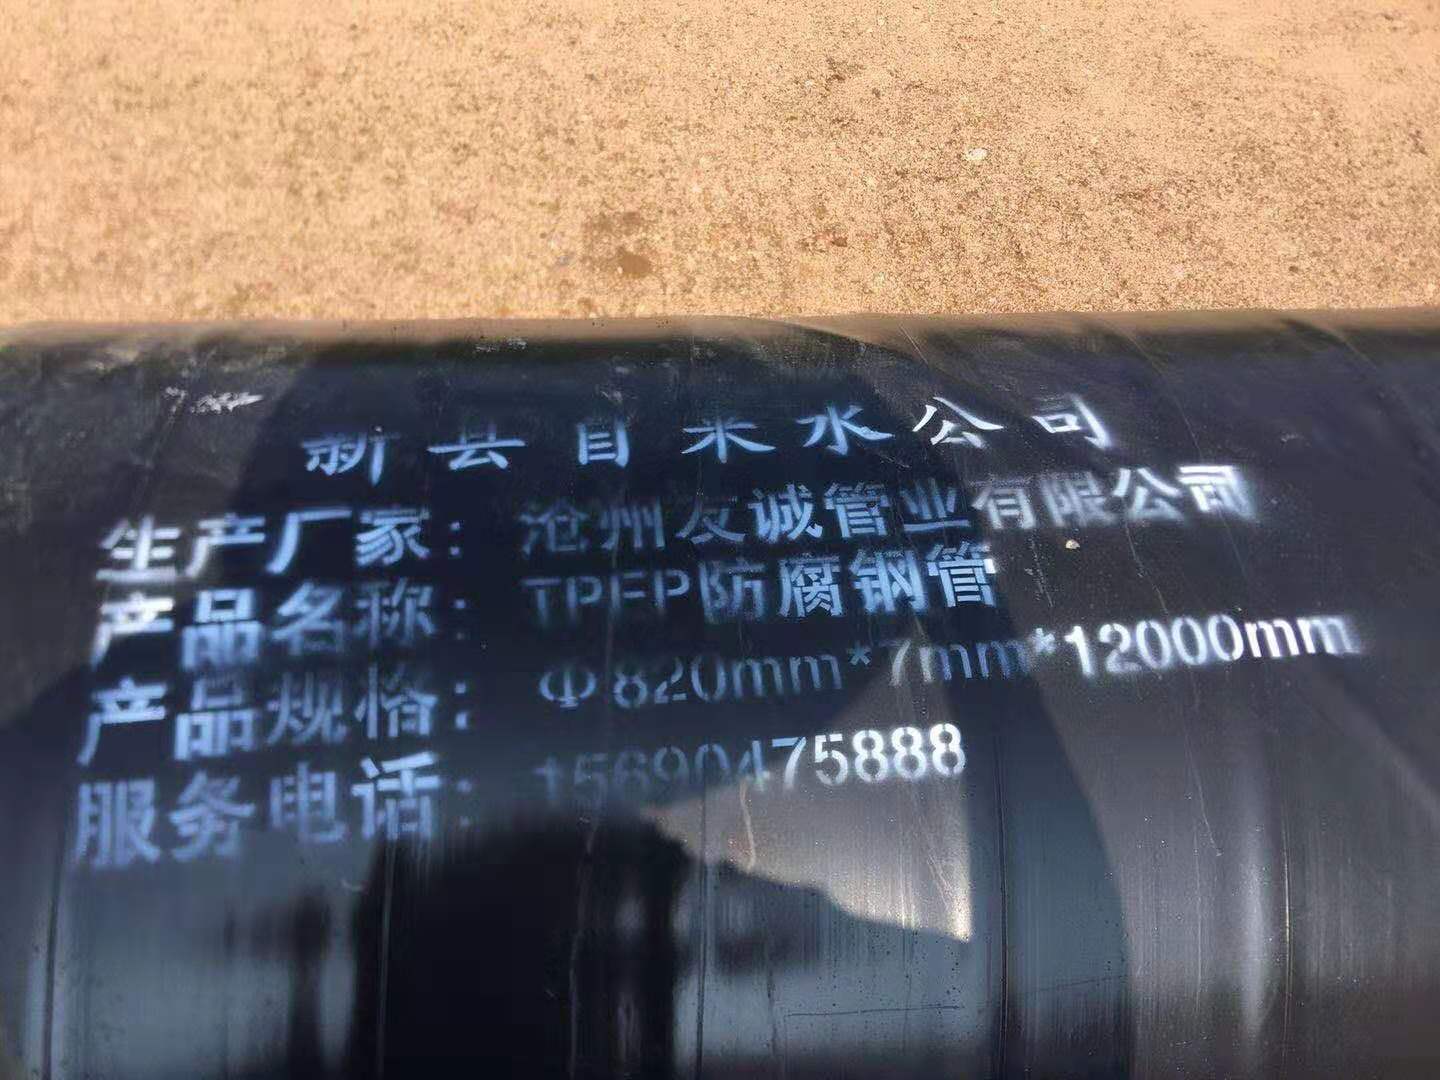 新县自来水公司
生产厂家：沧州友诚管业有限公司
产品名称：TPEP防腐钢管
产品规格：Φ820mm*7mm*12000mm
服务电话：15690475888